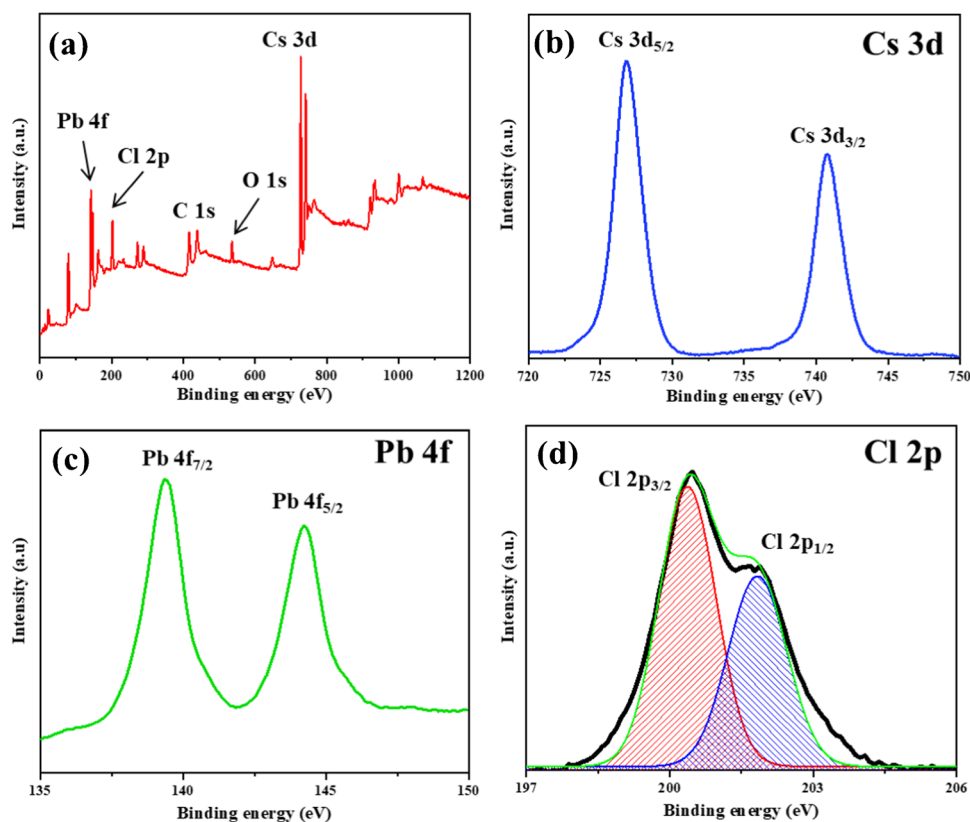 (a)
Cs 3d
Pb 4f
Cl 2p
C 1s
O 1s
Intensity (a.u.)
0 200 400 600 800 1000 1200
Binding energy (eV)
(b)
Cs 3d
Cs 3d5/2
Cs 3d3/2
Intensity (a.u.)
720 725 730 735 740 745 750
Binding energy (eV)
(c)
Pb 4f
Pb 4f7/2
Pb 4f5/2
Intensity (a.u)
135 140 145 150
Binding energy (eV)
(d)
Cl 2p
Cl 2p3/2
Cl 2p1/2
Intensity (a.u.)
197 200 203 206
Binding energy (eV)